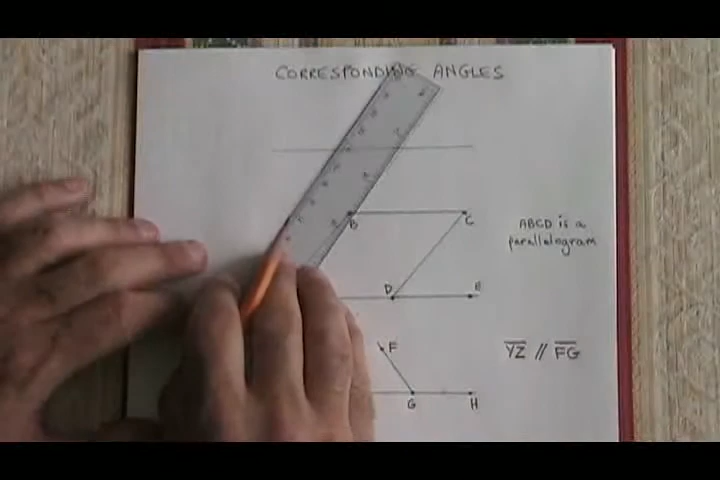 CORRESPONDING ANGLES
B
C
ABCD is a
parallelogram
D
E
F
YZ // FG
G
H